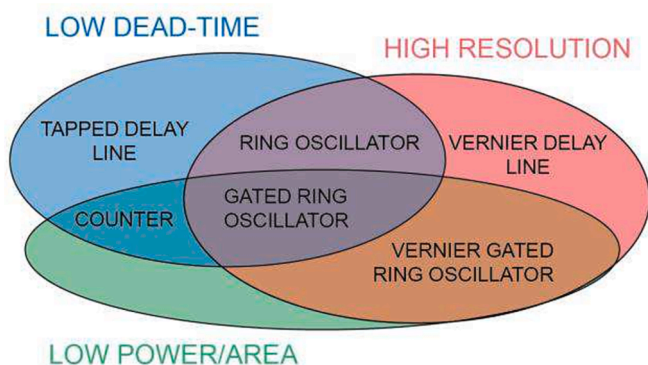 LOW DEAD-TIME
HIGH RESOLUTION
TAPPED DELAY
LINE
RING OSCILLATOR
VERNIER DELAY
LINE
COUNTER
GATED RING
OSCILLATOR
VERNIER GATED
RING OSCILLATOR
LOW POWER/AREA